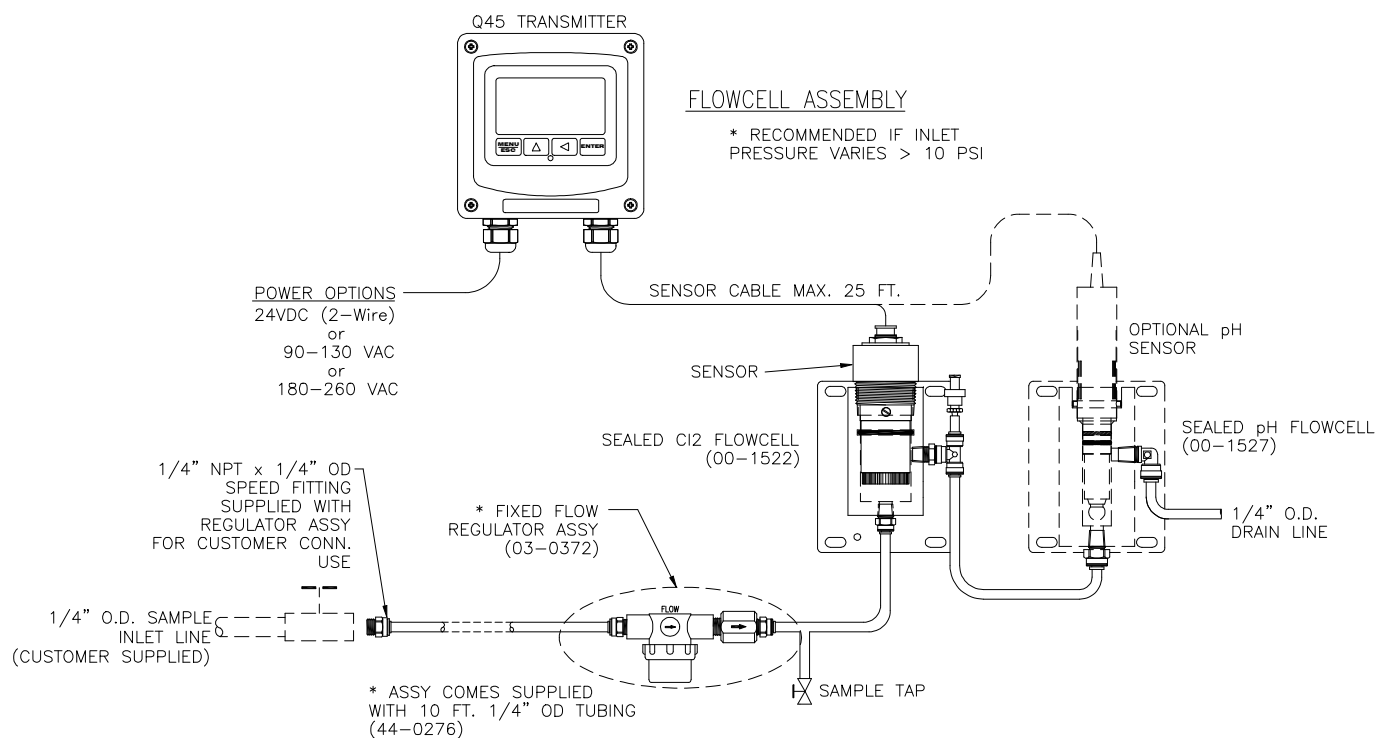 Q45 TRANSMITTER
MENU
ESC
ENTER
FLOWCELL ASSEMBLY
* RECOMMENDED IF INLET
PRESSURE VARIES > 10 PSI
POWER OPTIONS
24VDC (2-Wire)
or
90-130 VAC
or
180-260 VAC
SENSOR CABLE MAX. 25 FT.
OPTIONAL pH
SENSOR
SENSOR
SEALED Cl2 FLOWCELL
(00-1522)
SEALED pH FLOWCELL
(00-1527)
1/4" NPT x 1/4" OD
SPEED FITTING
SUPPLIED WITH
REGULATOR ASSY
FOR CUSTOMER CONN.
USE
* FIXED FLOW
REGULATOR ASSY
(03-0372)
1/4" O.D.
DRAIN LINE
FLOW
1/4" O.D. SAMPLE
INLET LINE
(CUSTOMER SUPPLIED)
* ASSY COMES SUPPLIED
WITH 10 FT. 1/4" OD TUBING
(44-0276)
SAMPLE TAP